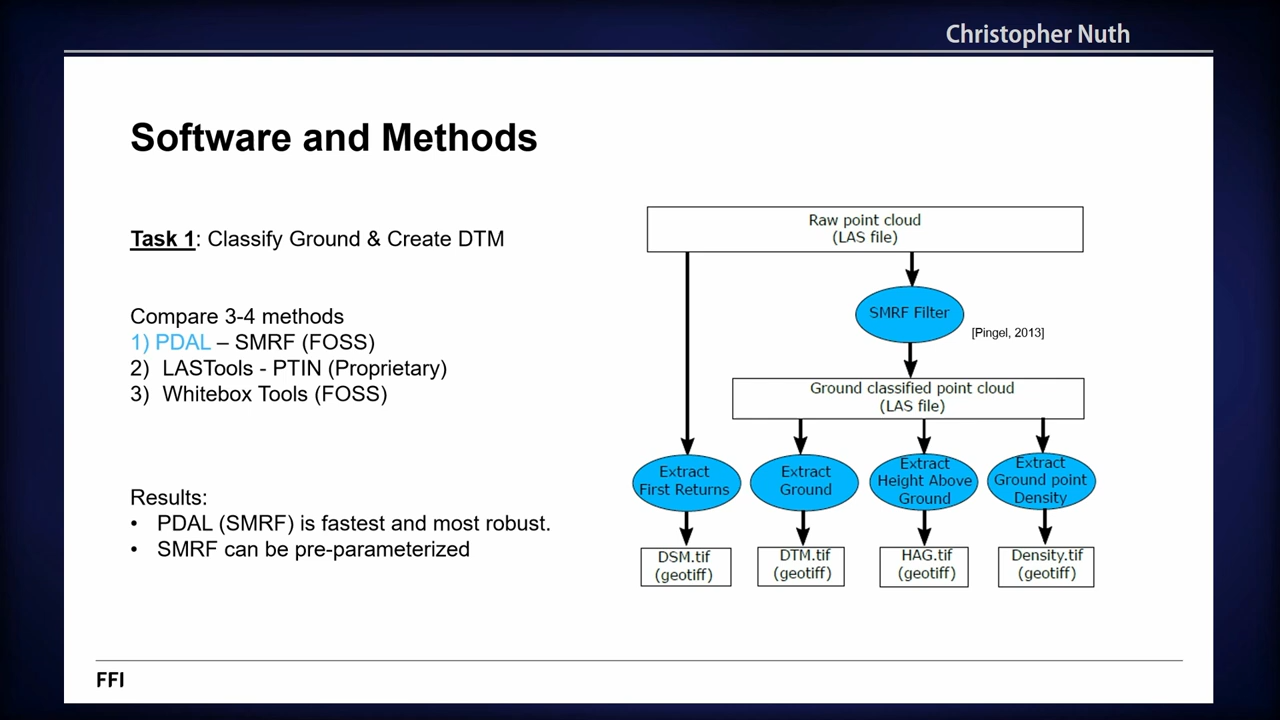 Christopher Nuth
Software and Methods
Task 1: Classify Ground & Create DTM
Compare 3-4 methods
1) PDAL – SMRF (FOSS)
2) LASTools - PTIN (Proprietary)
3) Whitebox Tools (FOSS)
Results:
• PDAL (SMRF) is fastest and most robust.
• SMRF can be pre-parameterized
Raw point cloud
(LAS file)
SMRF Filter
[Pingel, 2013]
Ground classified point cloud
(LAS file)
Extract
First Returns
Extract
Ground
Extract
Height Above
Ground
Extract
Ground point
Density
DSM.tif
(geotiff)
DTM.tif
(geotiff)
HAG.tif
(geotiff)
Density.tif
(geotiff)
FFI